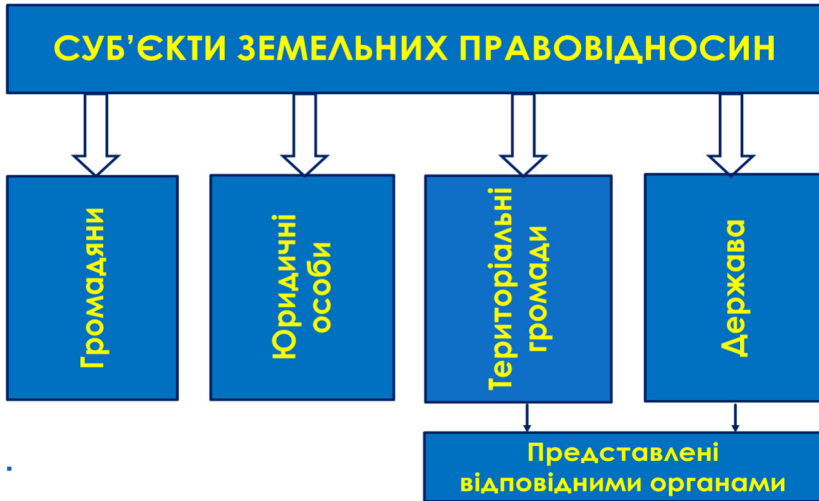 СУБ’ЄКТИ ЗЕМЕЛЬНИХ ПРАВОВІДНОСИН
Громадяни
Юридичні
особи
Територіальні
громади
Держава
Представлені
відповідними органами
.